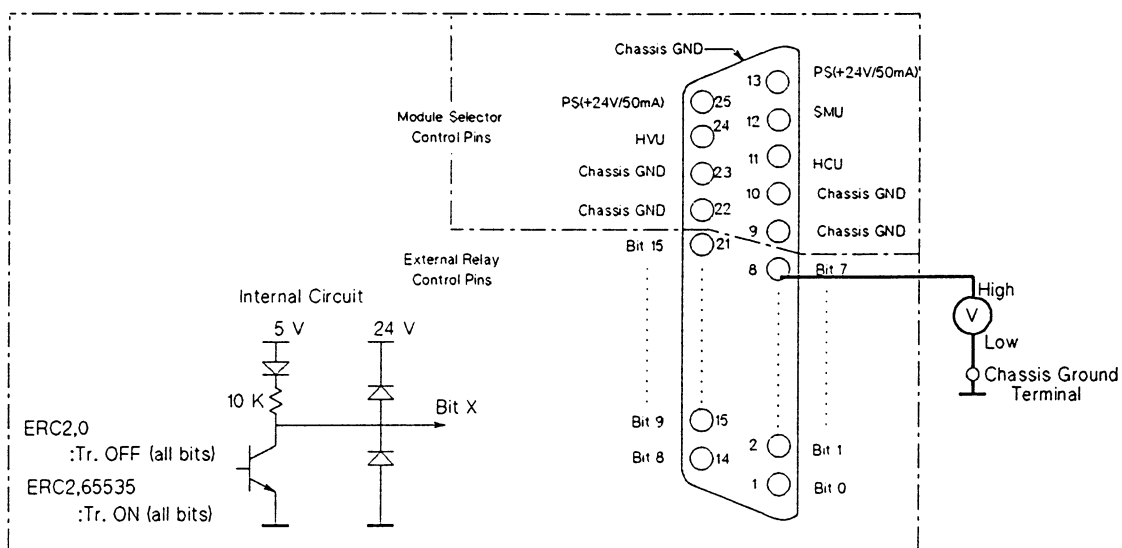 Chassis GND
PS(+24V/50mA)
13
PS(+24V/50mA)
25
SMU
Module Selector
Control Pins
12
24
HVU
11
HCU
Chassis GND
23
10
Chassis GND
Chassis GND
22
9
Chassis GND
Bit 15
21
External Relay
Control Pins
8
Bit 7
Internal Circuit
High
5 V
24 V
V
Low
Chassis Ground
Terminal
10 K
Bit X
Bit 9
15
ERC2,0
:Tr. OFF (all bits)
2
Bit 1
Bit 8
14
ERC2,65535
:Tr. ON (all bits)
1
Bit 0